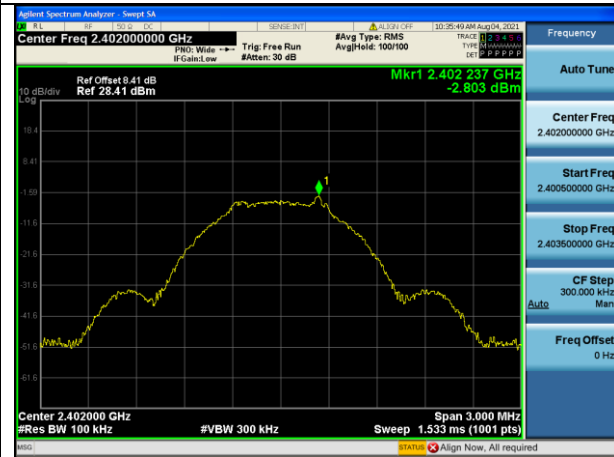 Agilent Spectrum Analyzer - Swept SA
RL RF 50 Ω DC SENSE:INT ALIGN OFF 10:35:49 AM Aug 04, 2021
Center Freq 2.402000000 GHz
PNO: Wide
IFGain:Low
Trig: Free Run
#Atten: 30 dB
#Avg Type: RMS
Avg|Hold: 100/100
TRACE 1 2 3 4 5 6
TYPE M
DET P P P P P P
Ref Offset 8.41 dB
Ref 28.41 dBm
10 dB/div
Log
Mkr1 2.402 237 GHz
-2.803 dBm
18.4
8.41
-1.59
1
-11.6
-21.6
-31.6
-41.6
-51.6
-61.6
Center 2.402000 GHz
Span 3.000 MHz
#Res BW 100 kHz
#VBW 300 kHz
Sweep 1.533 ms (1001 pts)
MSG
STATUS Align Now, All required
Frequency
Auto Tune
Center Freq
2.402000000 GHz
Start Freq
2.400500000 GHz
Stop Freq
2.403500000 GHz
CF Step
300.000 kHz
Auto Man
Freq Offset
0 Hz